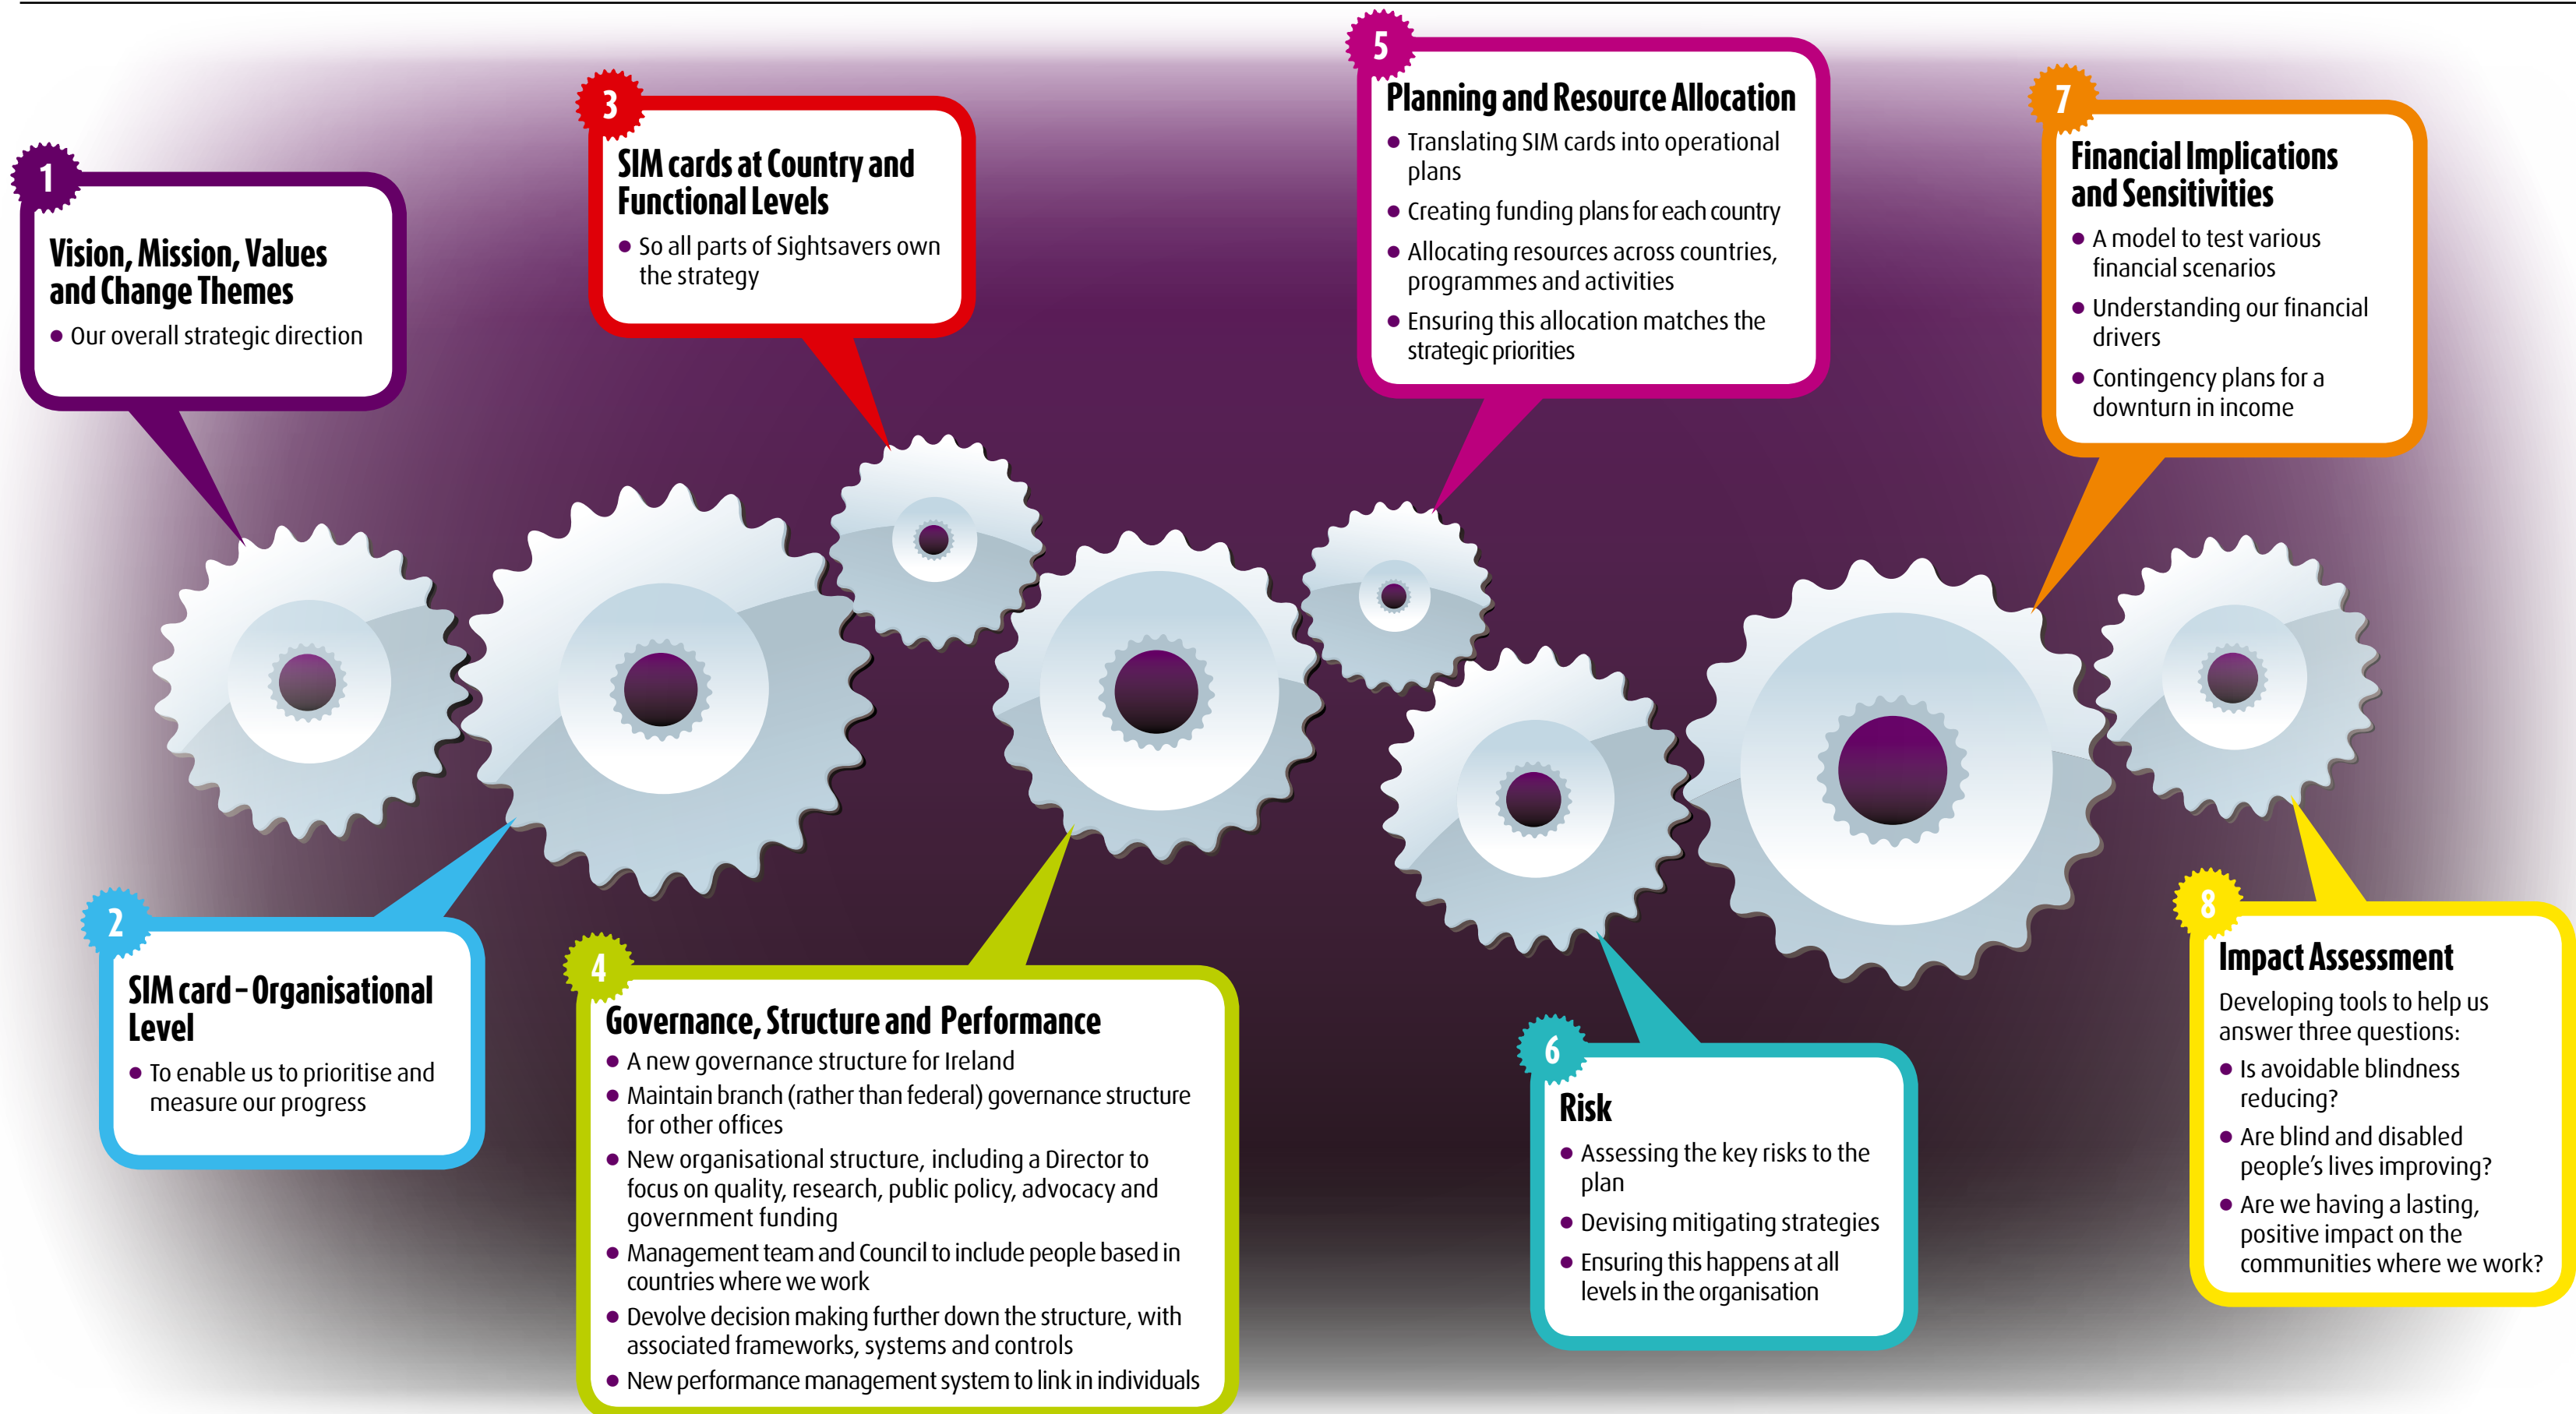 1
Vision, Mission, Values
and Change Themes
● Our overall strategic direction
2
SIM card – Organisational
Level
● To enable us to prioritise and
measure our progress
3
SIM cards at Country and
Functional Levels
● So all parts of Sightsavers own
the strategy
4
Governance, Structure and Performance
● A new governance structure for Ireland
● Maintain branch (rather than federal) governance structure
for other offices
● New organisational structure, including a Director to
focus on quality, research, public policy, advocacy and
government funding
● Management team and Council to include people based in
countries where we work
● Devolve decision making further down the structure, with
associated frameworks, systems and controls
● New performance management system to link in individuals
5
Planning and Resource Allocation
● Translating SIM cards into operational
plans
● Creating funding plans for each country
● Allocating resources across countries,
programmes and activities
● Ensuring this allocation matches the
strategic priorities
6
Risk
● Assessing the key risks to the
plan
● Devising mitigating strategies
● Ensuring this happens at all
levels in the organisation
7
Financial Implications
and Sensitivities
● A model to test various
financial scenarios
● Understanding our financial
drivers
● Contingency plans for a
downturn in income
8
Impact Assessment
Developing tools to help us
answer three questions:
● Is avoidable blindness
reducing?
● Are blind and disabled
people’s lives improving?
● Are we having a lasting,
positive impact on the
communities where we work?